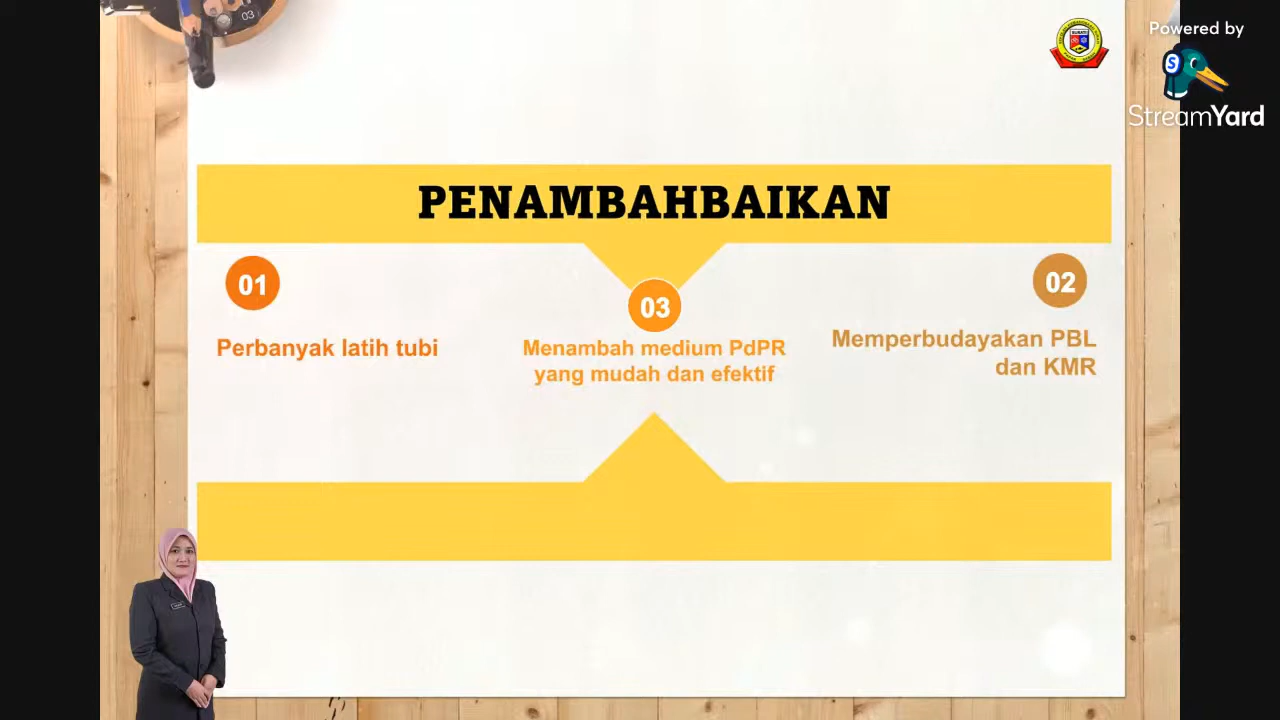 03
Powered by
StreamYard
PENAMBAHBAIKAN
01
Perbanyak latih tubi
03
Menambah medium PdPR
yang mudah dan efektif
02
Memperbudayakan PBL
dan KMR